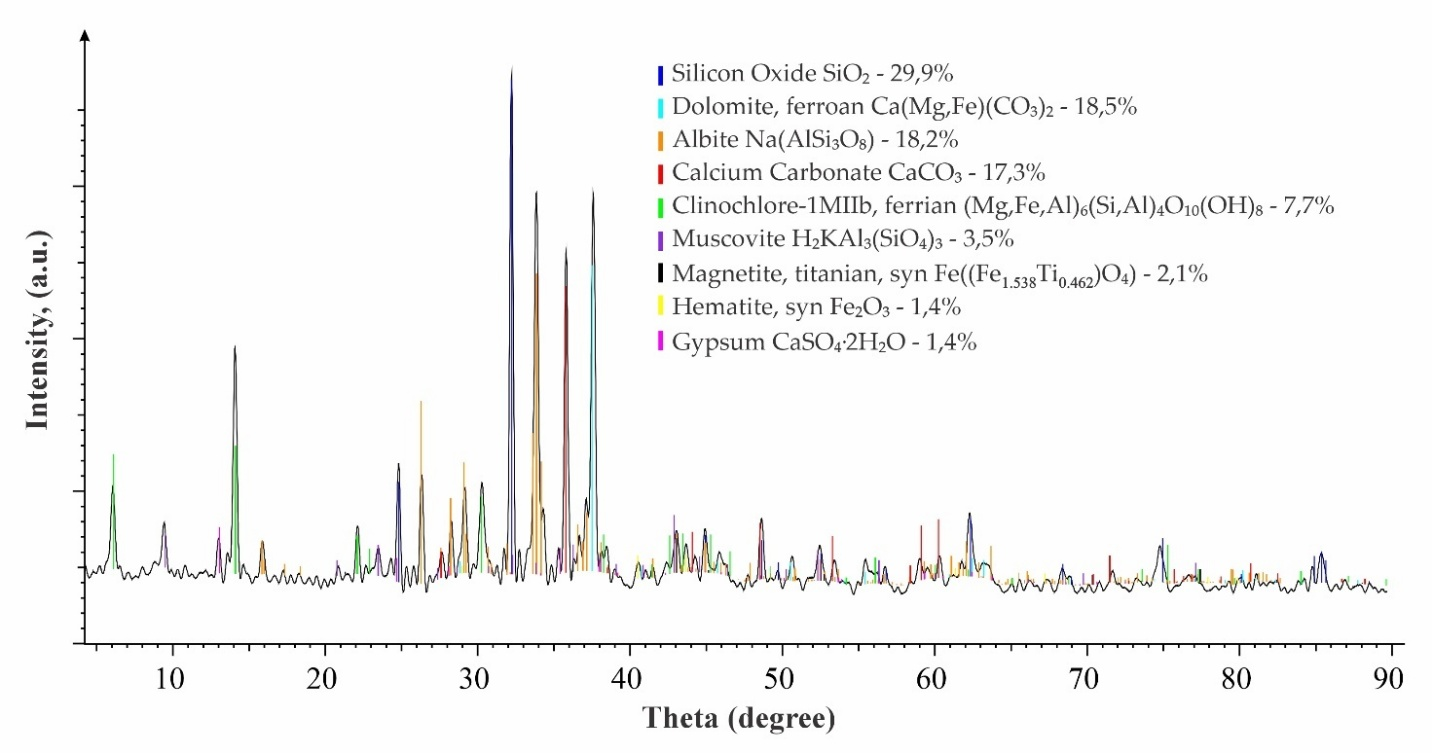 Silicon Oxide SiO₂ - 29,9%
Dolomite, ferroan Ca(Mg,Fe)(CO₃)₂ - 18,5%
Albite Na(AlSi₃O₈) - 18,2%
Calcium Carbonate CaCO₃ - 17,3%
Clinochlore-1MIIb, ferrian (Mg,Fe,Al)₆(Si,Al)₄O₁₀(OH)₈ - 7,7%
Muscovite H₂KAl₃(SiO₄)₃ - 3,5%
Magnetite, titanian, syn Fe((Fe₁.₅₃₈Ti₀.₄₆₂)O₄) - 2,1%
Hematite, syn Fe₂O₃ - 1,4%
Gypsum CaSO₄·2H₂O - 1,4%
Intensity, (a.u.)
10 20 30 40 50 60 70 80 90
Theta (degree)